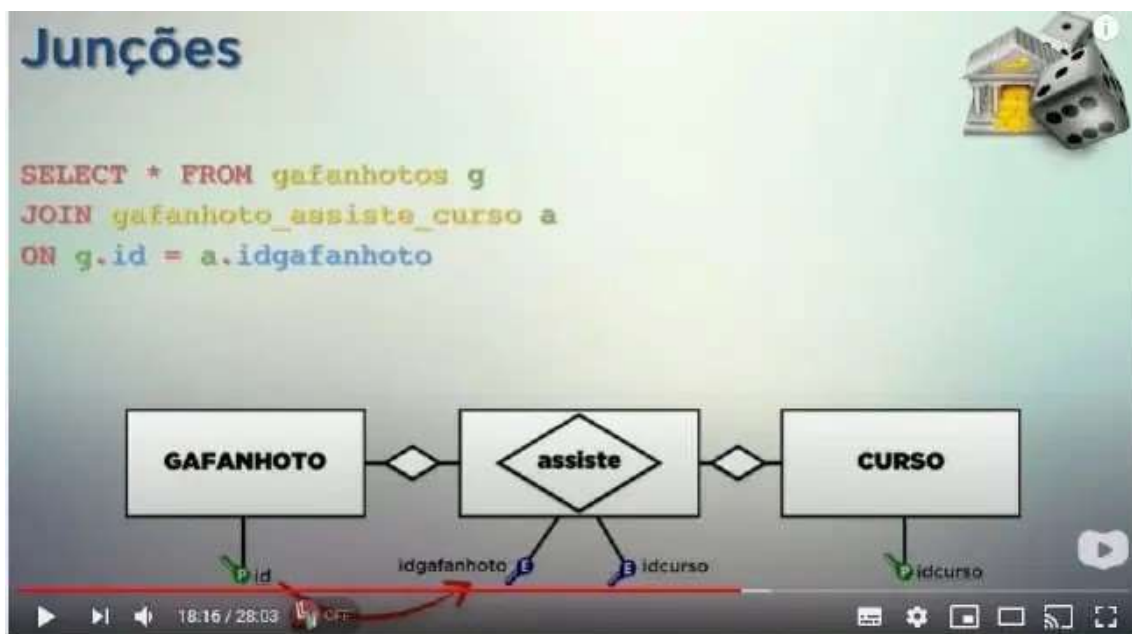 Junções
SELECT * FROM gafanhotos g
JOIN gafanhoto_assiste_curso a
ON g.id = a.idgafanhoto
GAFANHOTO
assiste
CURSO
P id
idgafanhoto E
E idcurso
P idcurso
18:16 / 28:03
OFF